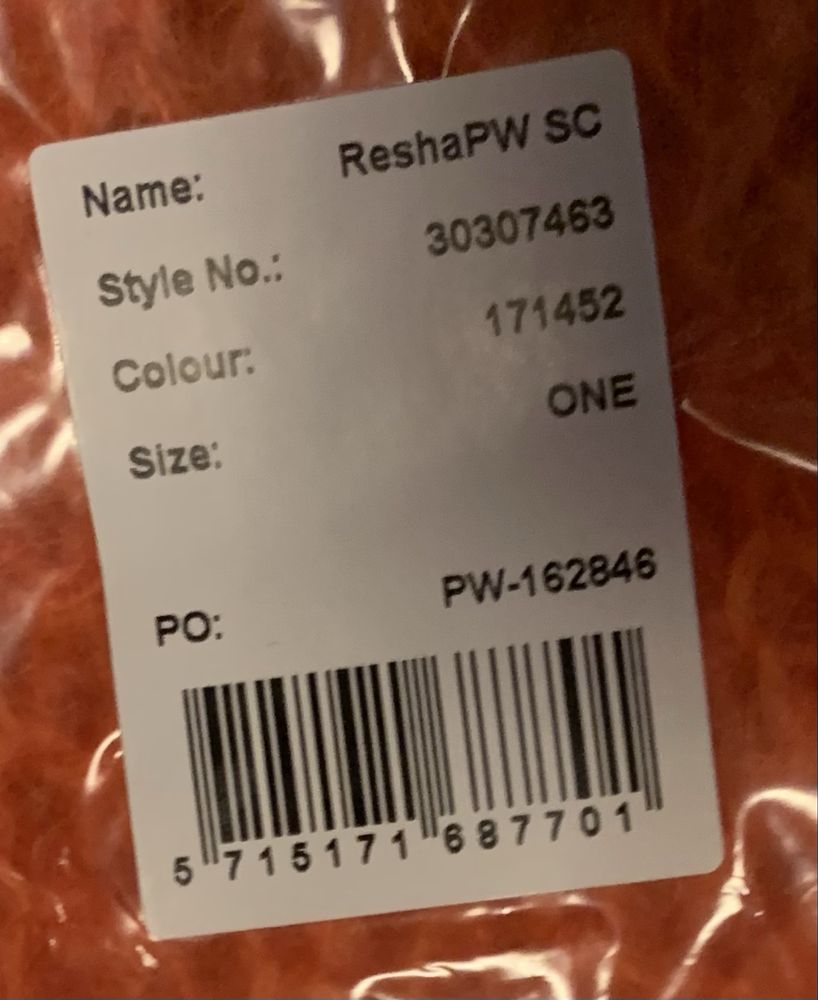 Name: ReshaPW SC
Style No.: 30307463
Colour: 171452
Size: ONE
PO: PW-162846
5 715171 687701